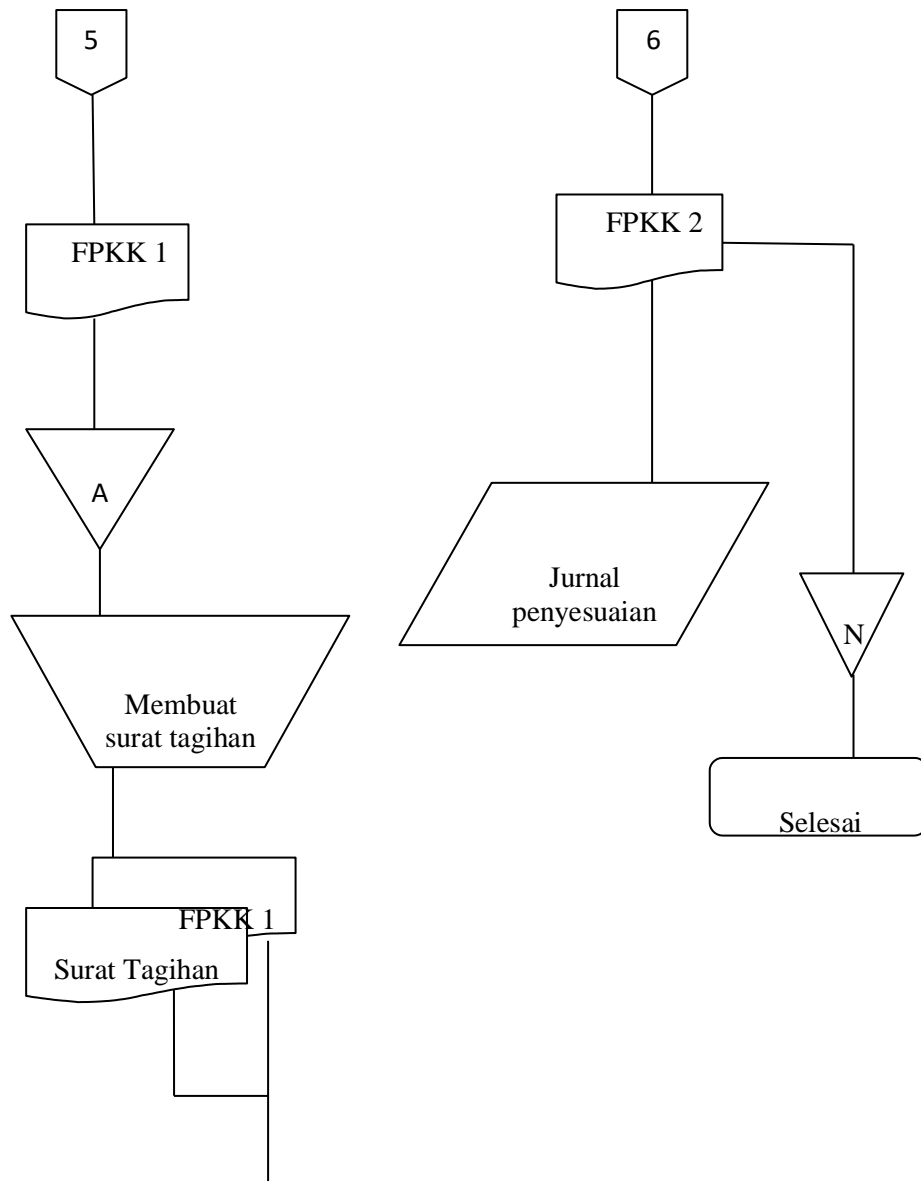 5
FPKK 1
A
Membuat
surat tagihan
FPKK 1
Surat Tagihan
6
FPKK 2
Jurnal
penyesuaian
N
Selesai